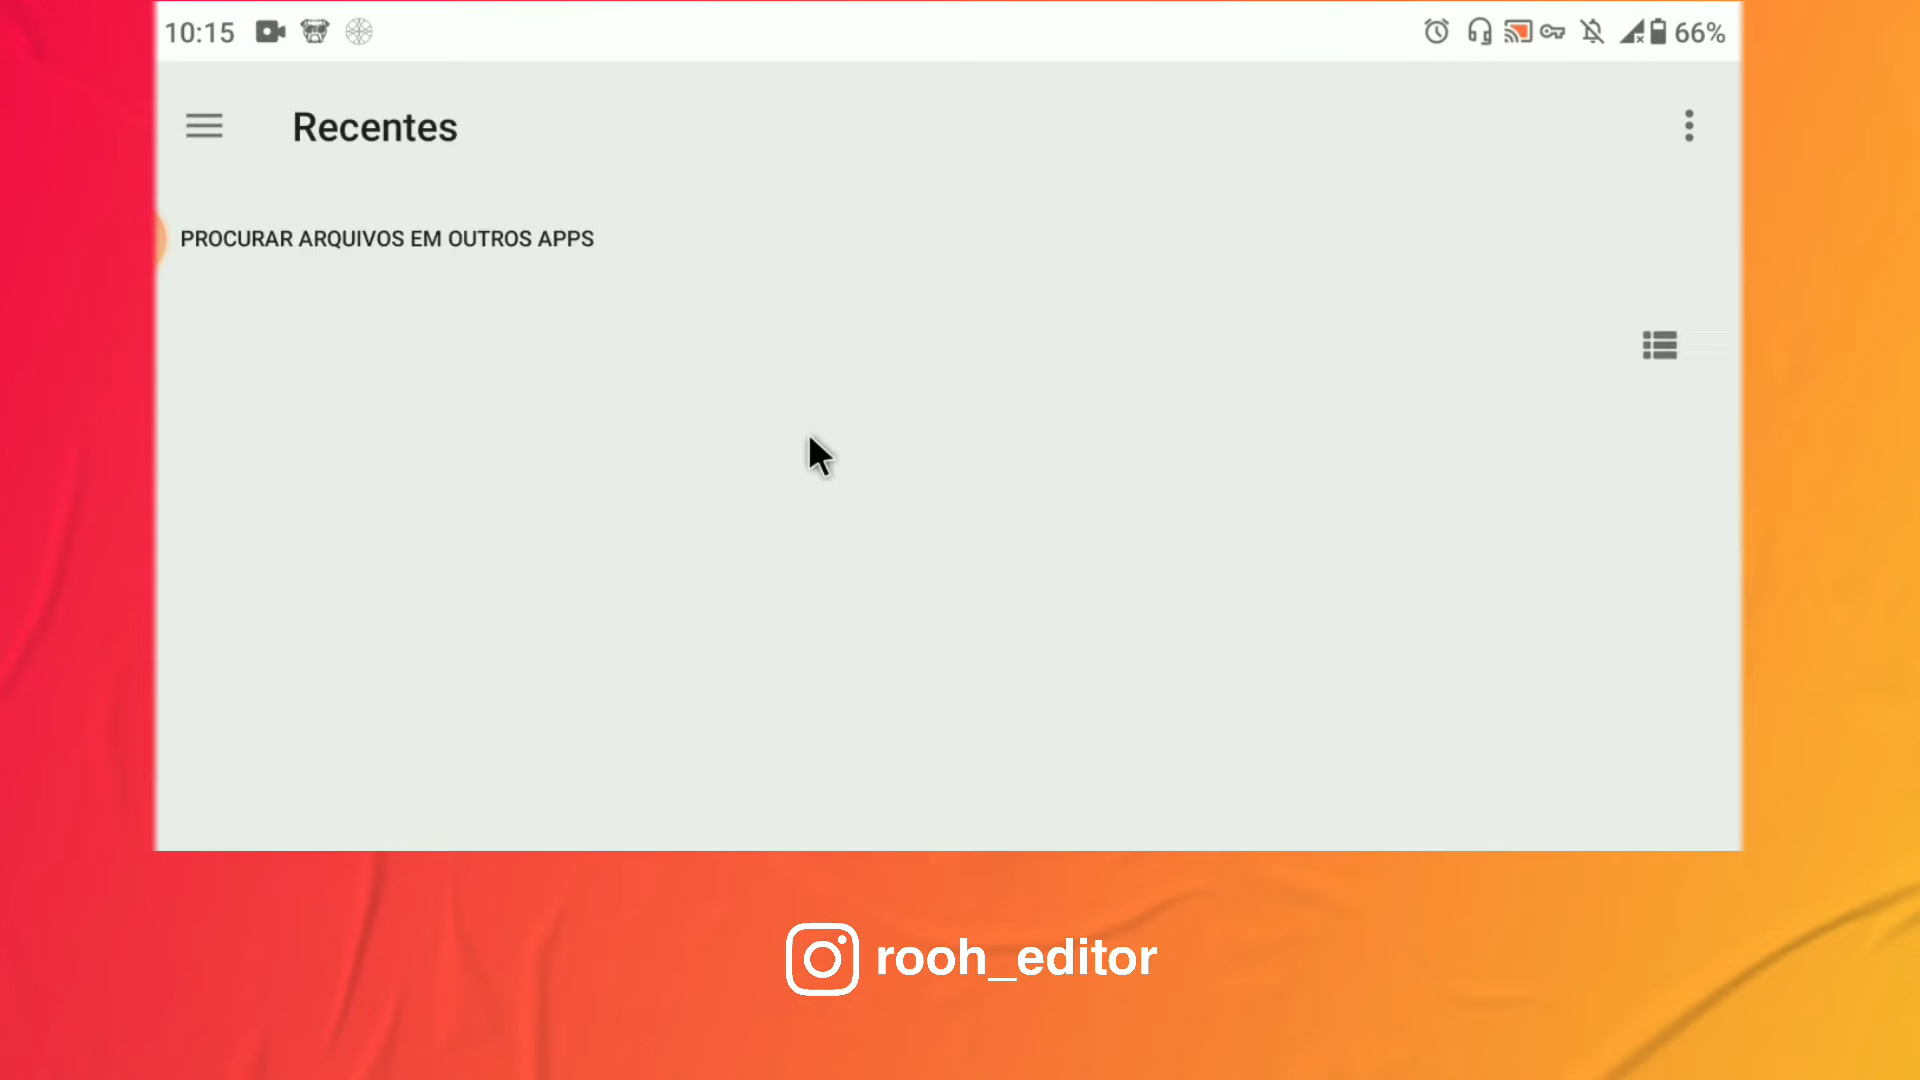 10:15
66%
Recentes
PROCURAR ARQUIVOS EM OUTROS APPS
rooh_editor